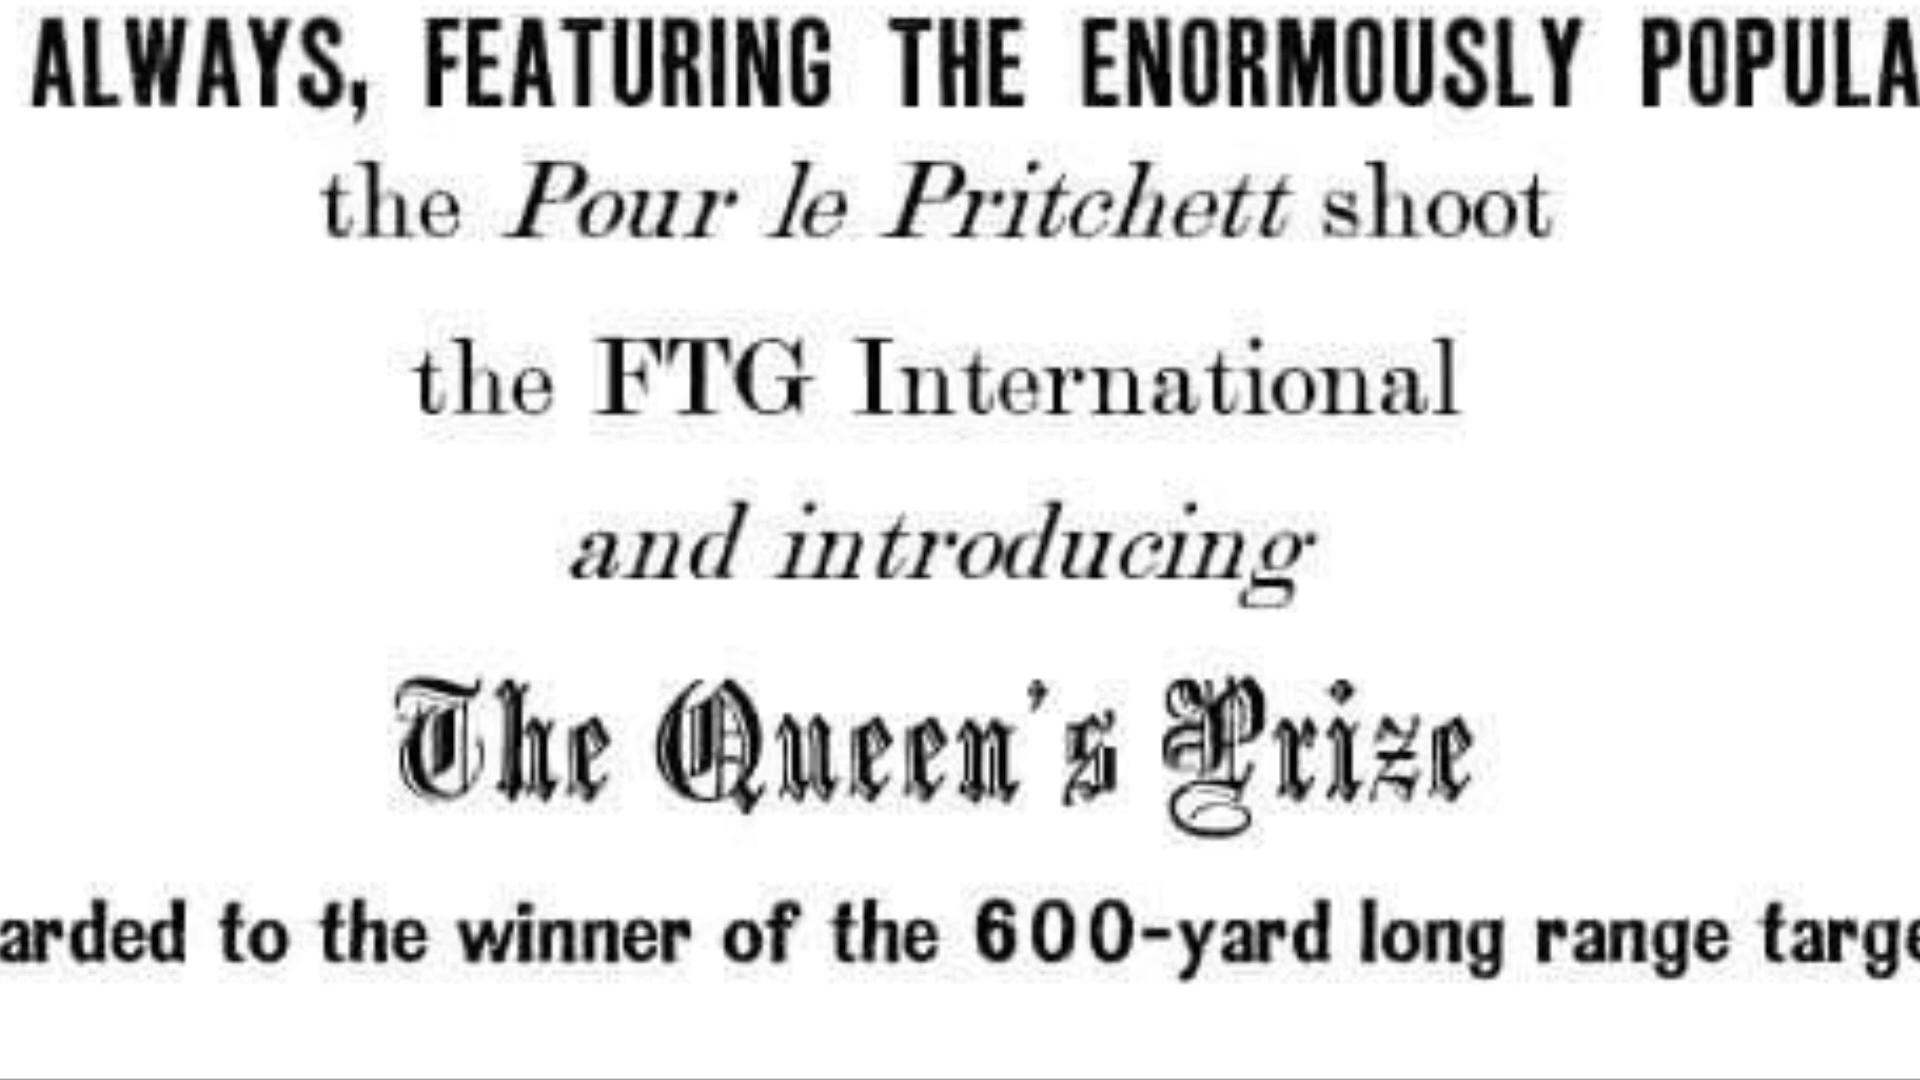 ALWAYS, FEATURING THE ENORMOUSLY POPULA
the Pour le Pritchett shoot
the FTG International
and introducing
The Queen's Prize
arded to the winner of the 600-yard long range targe